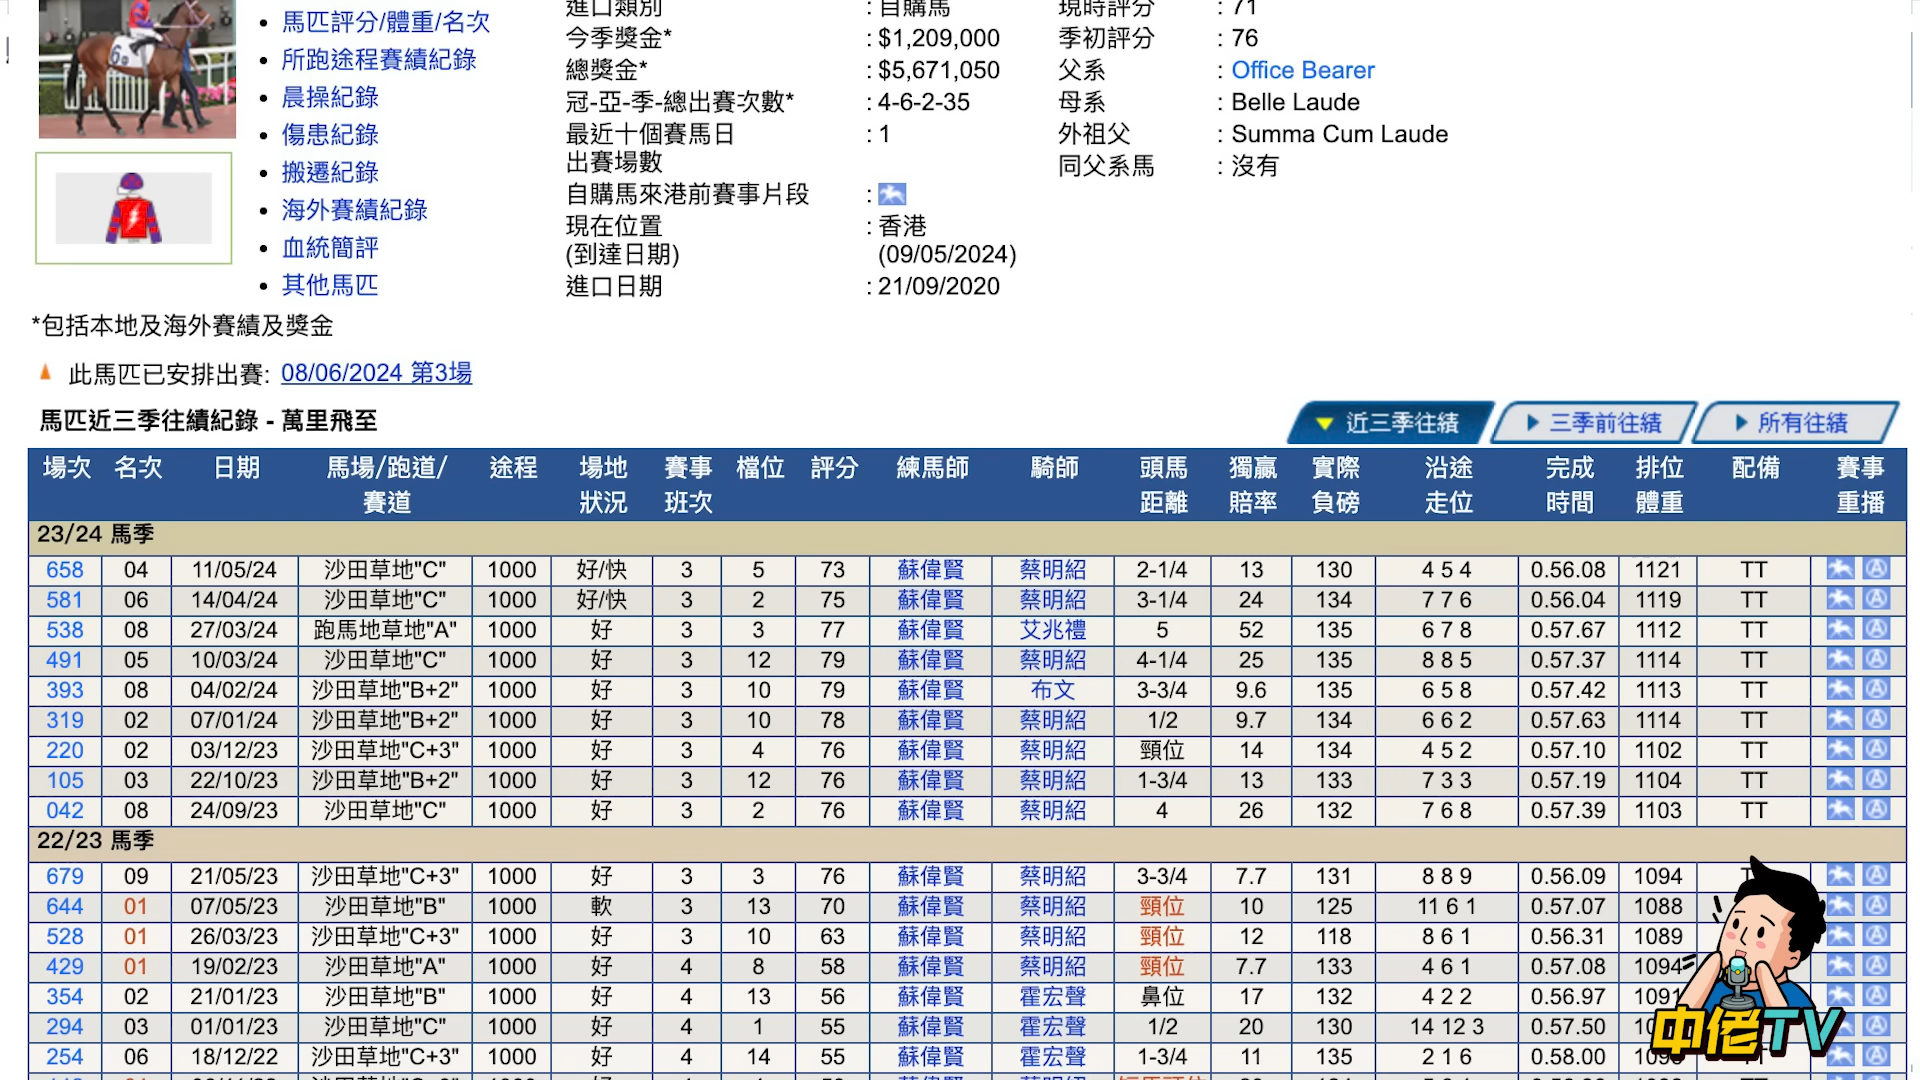 進口類別 : 自購馬 現時評分 : 71
• 馬匹評分/體重/名次 今季獎金* : $1,209,000 季初評分 : 76
• 所跑途程賽績紀錄 總獎金* : $5,671,050 父系 : Office Bearer
• 晨操紀錄 冠-亞-季-總出賽次數* : 4-6-2-35 母系 : Belle Laude
• 傷患紀錄 最近十個賽馬日 : 1 外祖父 : Summa Cum Laude
出賽場數 同父系馬 : 沒有
• 搬遷紀錄 自購馬來港前賽事片段 :
• 海外賽績紀錄 現在位置 : 香港
• 血統簡評 (到達日期) (09/05/2024)
• 其他馬匹 進口日期 : 21/09/2020
*包括本地及海外賽績及獎金
此馬匹已安排出賽: 08/06/2024 第3場
馬匹近三季往績紀錄 - 萬里飛至 近三季往績 三季前往績 所有往績
場次 名次 日期 馬場/跑道/ 途程 場地 賽事 檔位 評分 練馬師 騎師 頭馬 獨贏 實際 沿途 完成 排位 配備 賽事
賽道 狀況 班次 距離 賠率 負磅 走位 時間 體重 重播
23/24 馬季
658 04 11/05/24 沙田草地"C" 1000 好/快 3 5 73 蘇偉賢 蔡明紹 2-1/4 13 130 4 5 4 0.56.08 1121 TT
581 06 14/04/24 沙田草地"C" 1000 好/快 3 2 75 蘇偉賢 蔡明紹 3-1/4 24 134 7 7 6 0.56.04 1119 TT
538 08 27/03/24 跑馬地草地"A" 1000 好 3 3 77 蘇偉賢 艾兆禮 5 52 135 6 7 8 0.57.67 1112 TT
491 05 10/03/24 沙田草地"C" 1000 好 3 12 79 蘇偉賢 蔡明紹 4-1/4 25 135 8 8 5 0.57.37 1114 TT
393 08 04/02/24 沙田草地"B+2" 1000 好 3 10 79 蘇偉賢 布文 3-3/4 9.6 135 6 5 8 0.57.42 1113 TT
319 02 07/01/24 沙田草地"B+2" 1000 好 3 10 78 蘇偉賢 蔡明紹 1/2 9.7 134 6 6 2 0.57.63 1114 TT
220 02 03/12/23 沙田草地"C+3" 1000 好 3 4 76 蘇偉賢 蔡明紹 頸位 14 134 4 5 2 0.57.10 1102 TT
105 03 22/10/23 沙田草地"B+2" 1000 好 3 12 76 蘇偉賢 蔡明紹 1-3/4 13 133 7 3 3 0.57.19 1104 TT
042 08 24/09/23 沙田草地"C" 1000 好 3 2 76 蘇偉賢 蔡明紹 4 26 132 7 6 8 0.57.39 1103 TT
22/23 馬季
679 09 21/05/23 沙田草地"C+3" 1000 好 3 3 76 蘇偉賢 蔡明紹 3-3/4 7.7 131 8 8 9 0.56.09 1094
644 01 07/05/23 沙田草地"B" 1000 軟 3 13 70 蘇偉賢 蔡明紹 頸位 10 125 11 6 1 0.57.07 1088
528 01 26/03/23 沙田草地"C+3" 1000 好 3 10 63 蘇偉賢 蔡明紹 頸位 12 118 8 6 1 0.56.31 1089
429 01 19/02/23 沙田草地"A" 1000 好 4 8 58 蘇偉賢 蔡明紹 頸位 7.7 133 4 6 1 0.57.08 1094
354 02 21/01/23 沙田草地"B" 1000 好 4 13 56 蘇偉賢 霍宏聲 鼻位 17 132 4 2 2 0.56.97 1091
294 03 01/01/23 沙田草地"C" 1000 好 4 1 55 蘇偉賢 霍宏聲 1/2 20 130 14 12 3 0.57.50
254 06 18/12/22 沙田草地"C+3" 1000 好 4 14 55 蘇偉賢 霍宏聲 1-3/4 11 135 2 1 6 0.58.00
中佬TV